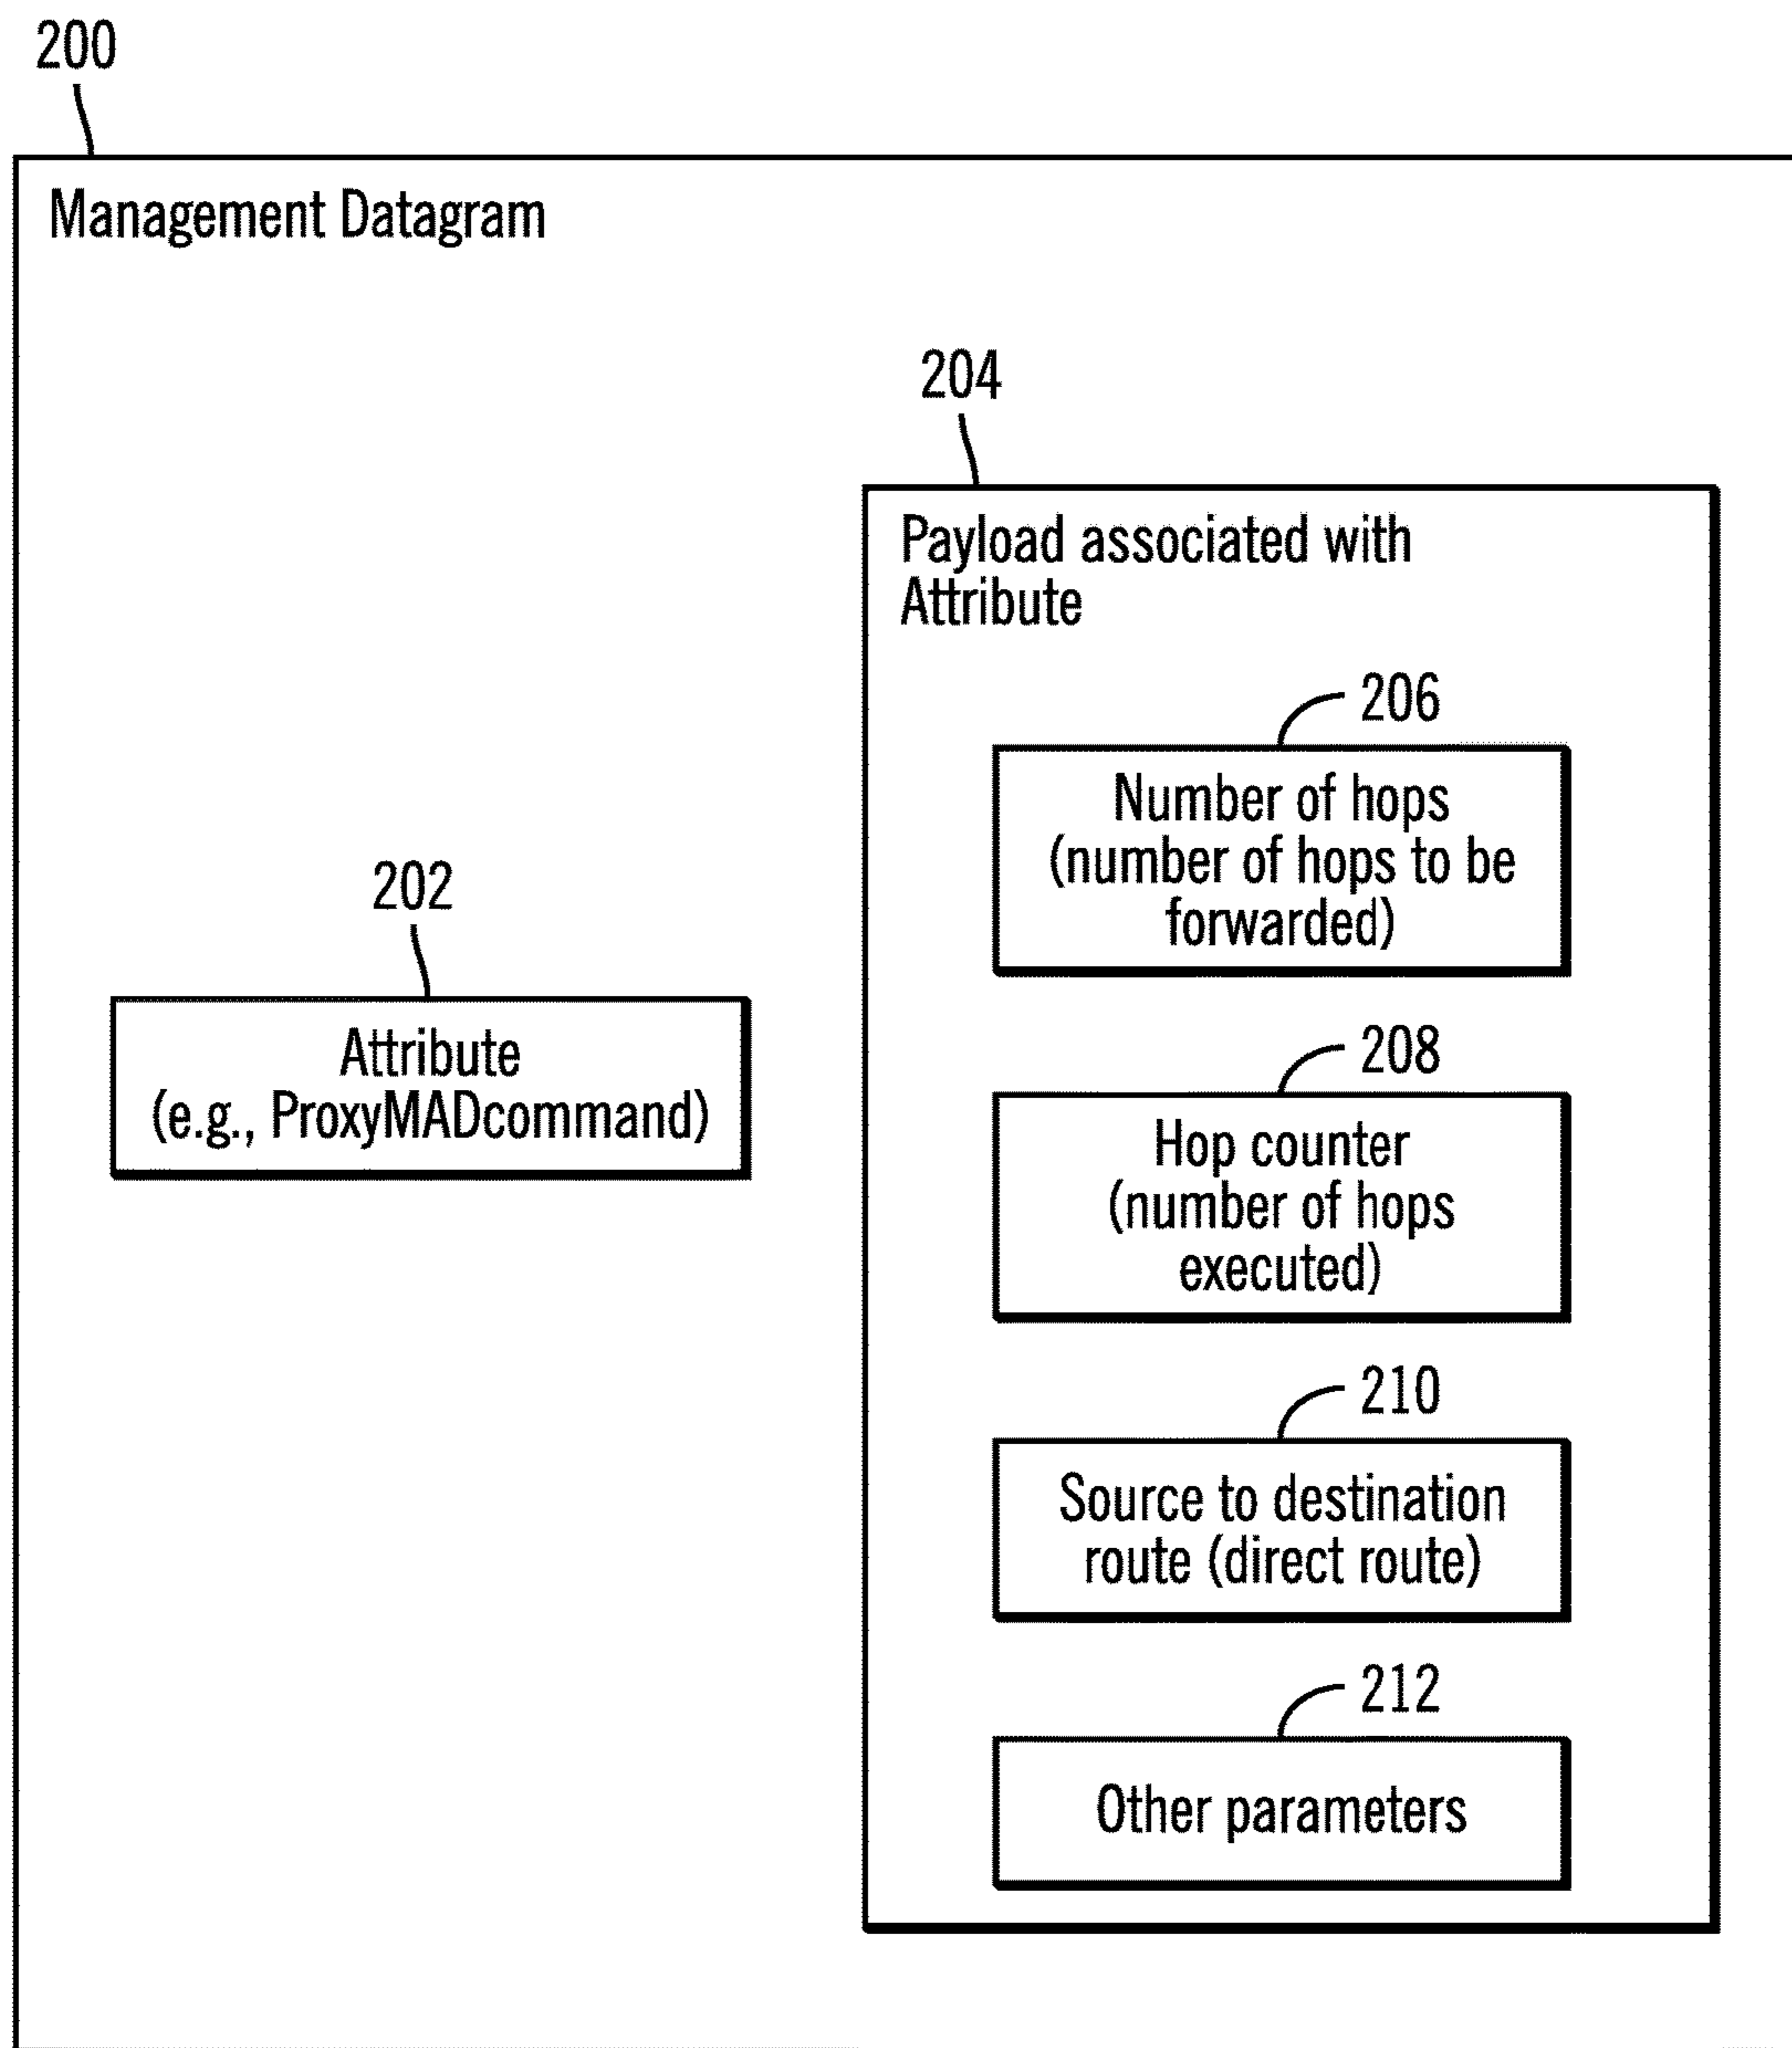 200
Management Datagram
204
Payload associated with
Attribute
206
Number of hops
(number of hops to be
forwarded)
202
Attribute
(e.g., ProxyMADcommand)
208
Hop counter
(number of hops
executed)
210
Source to destination
route (direct route)
212
Other parameters